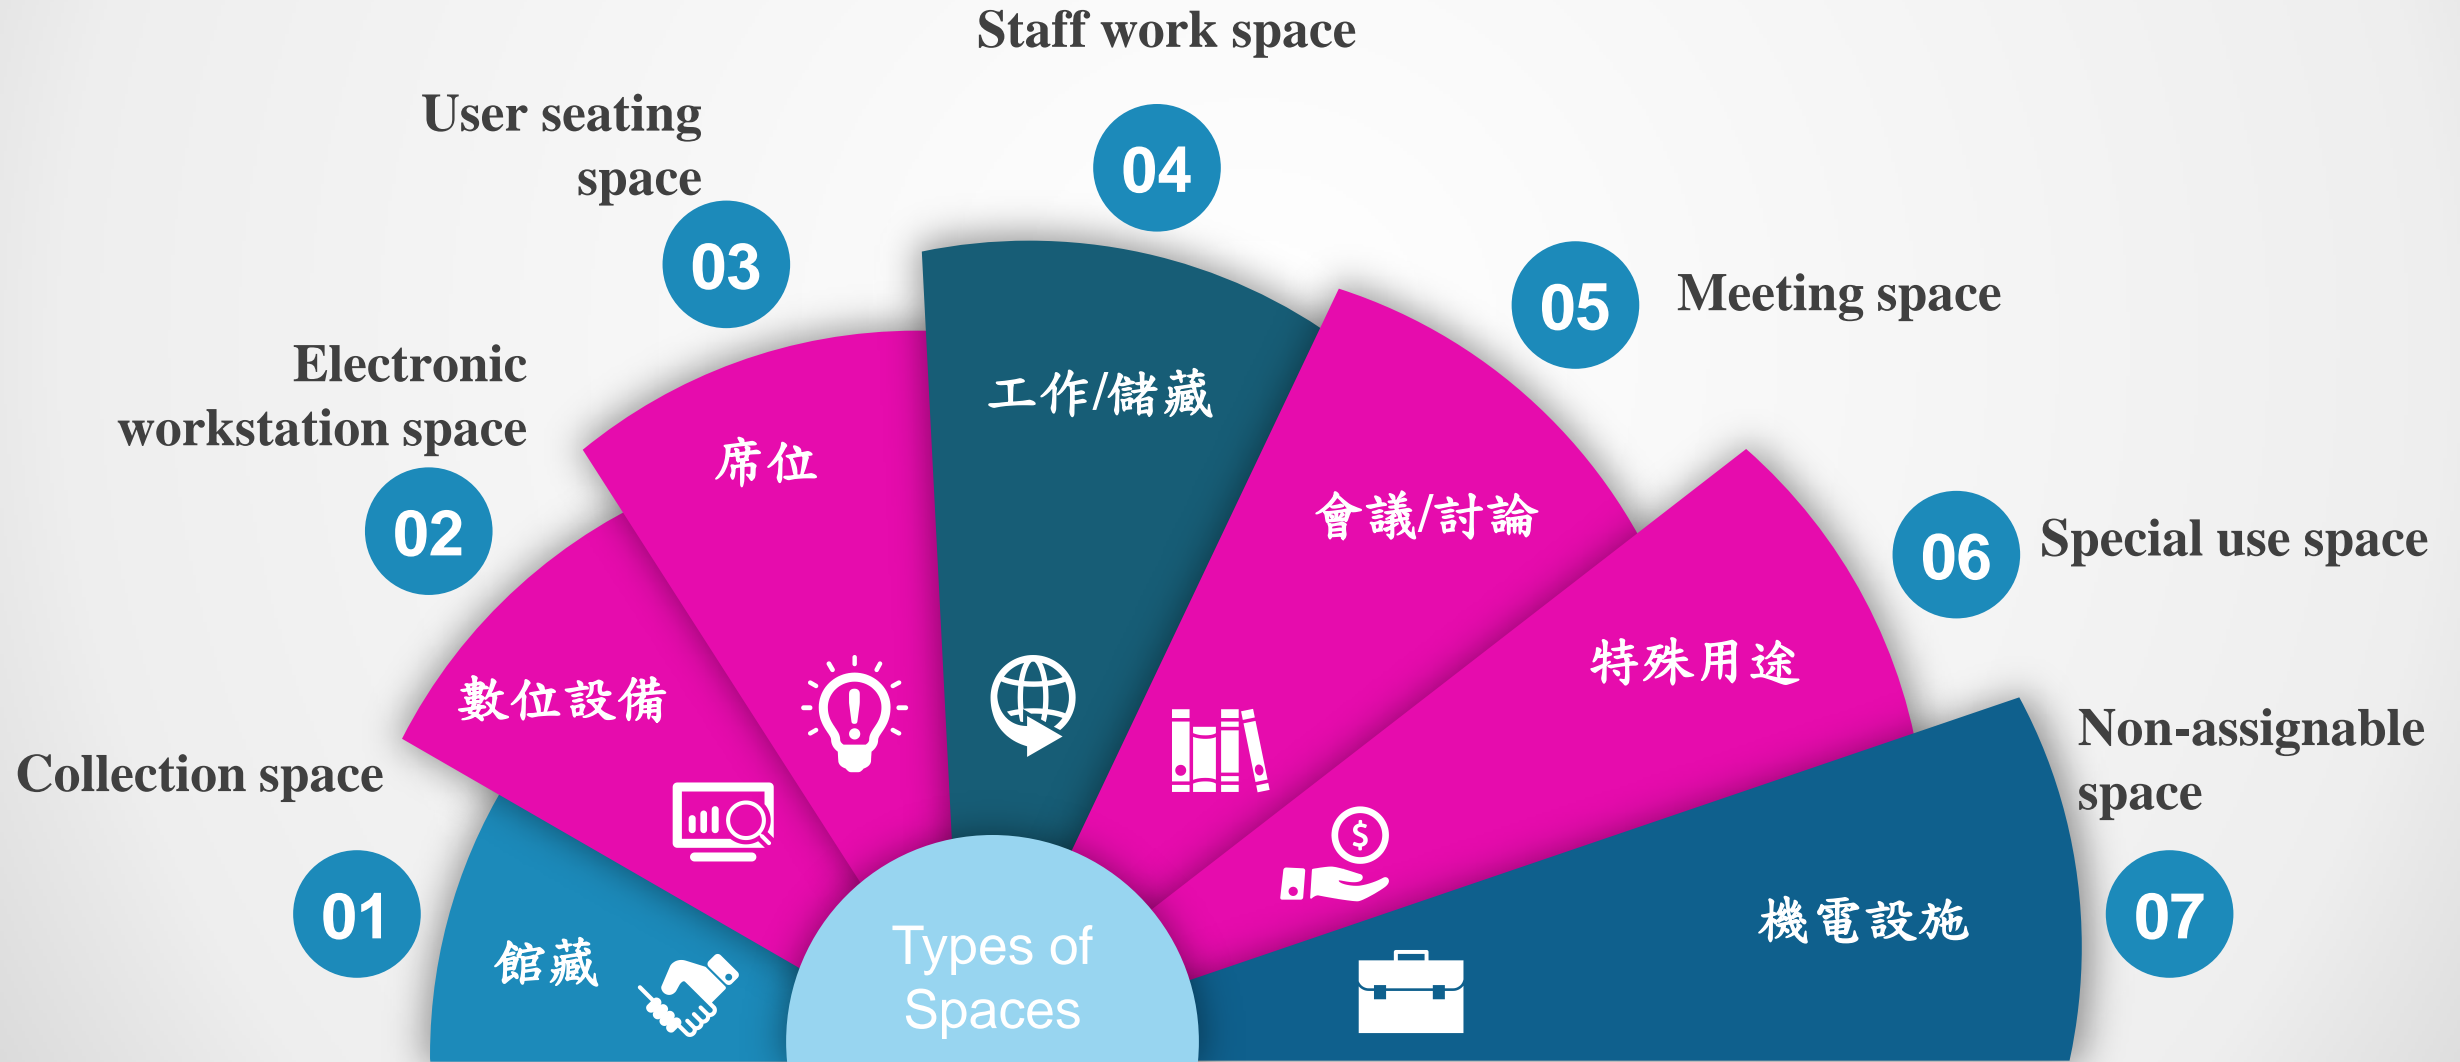 Staff work space
04
User seating
space
03
Electronic
workstation space
02
Collection space
01
Meeting space
05
Special use space
06
Non-assignable
space
07
館藏
數位設備
席位
工作/儲藏
會議/討論
特殊用途
機電設施
$
Types of
Spaces